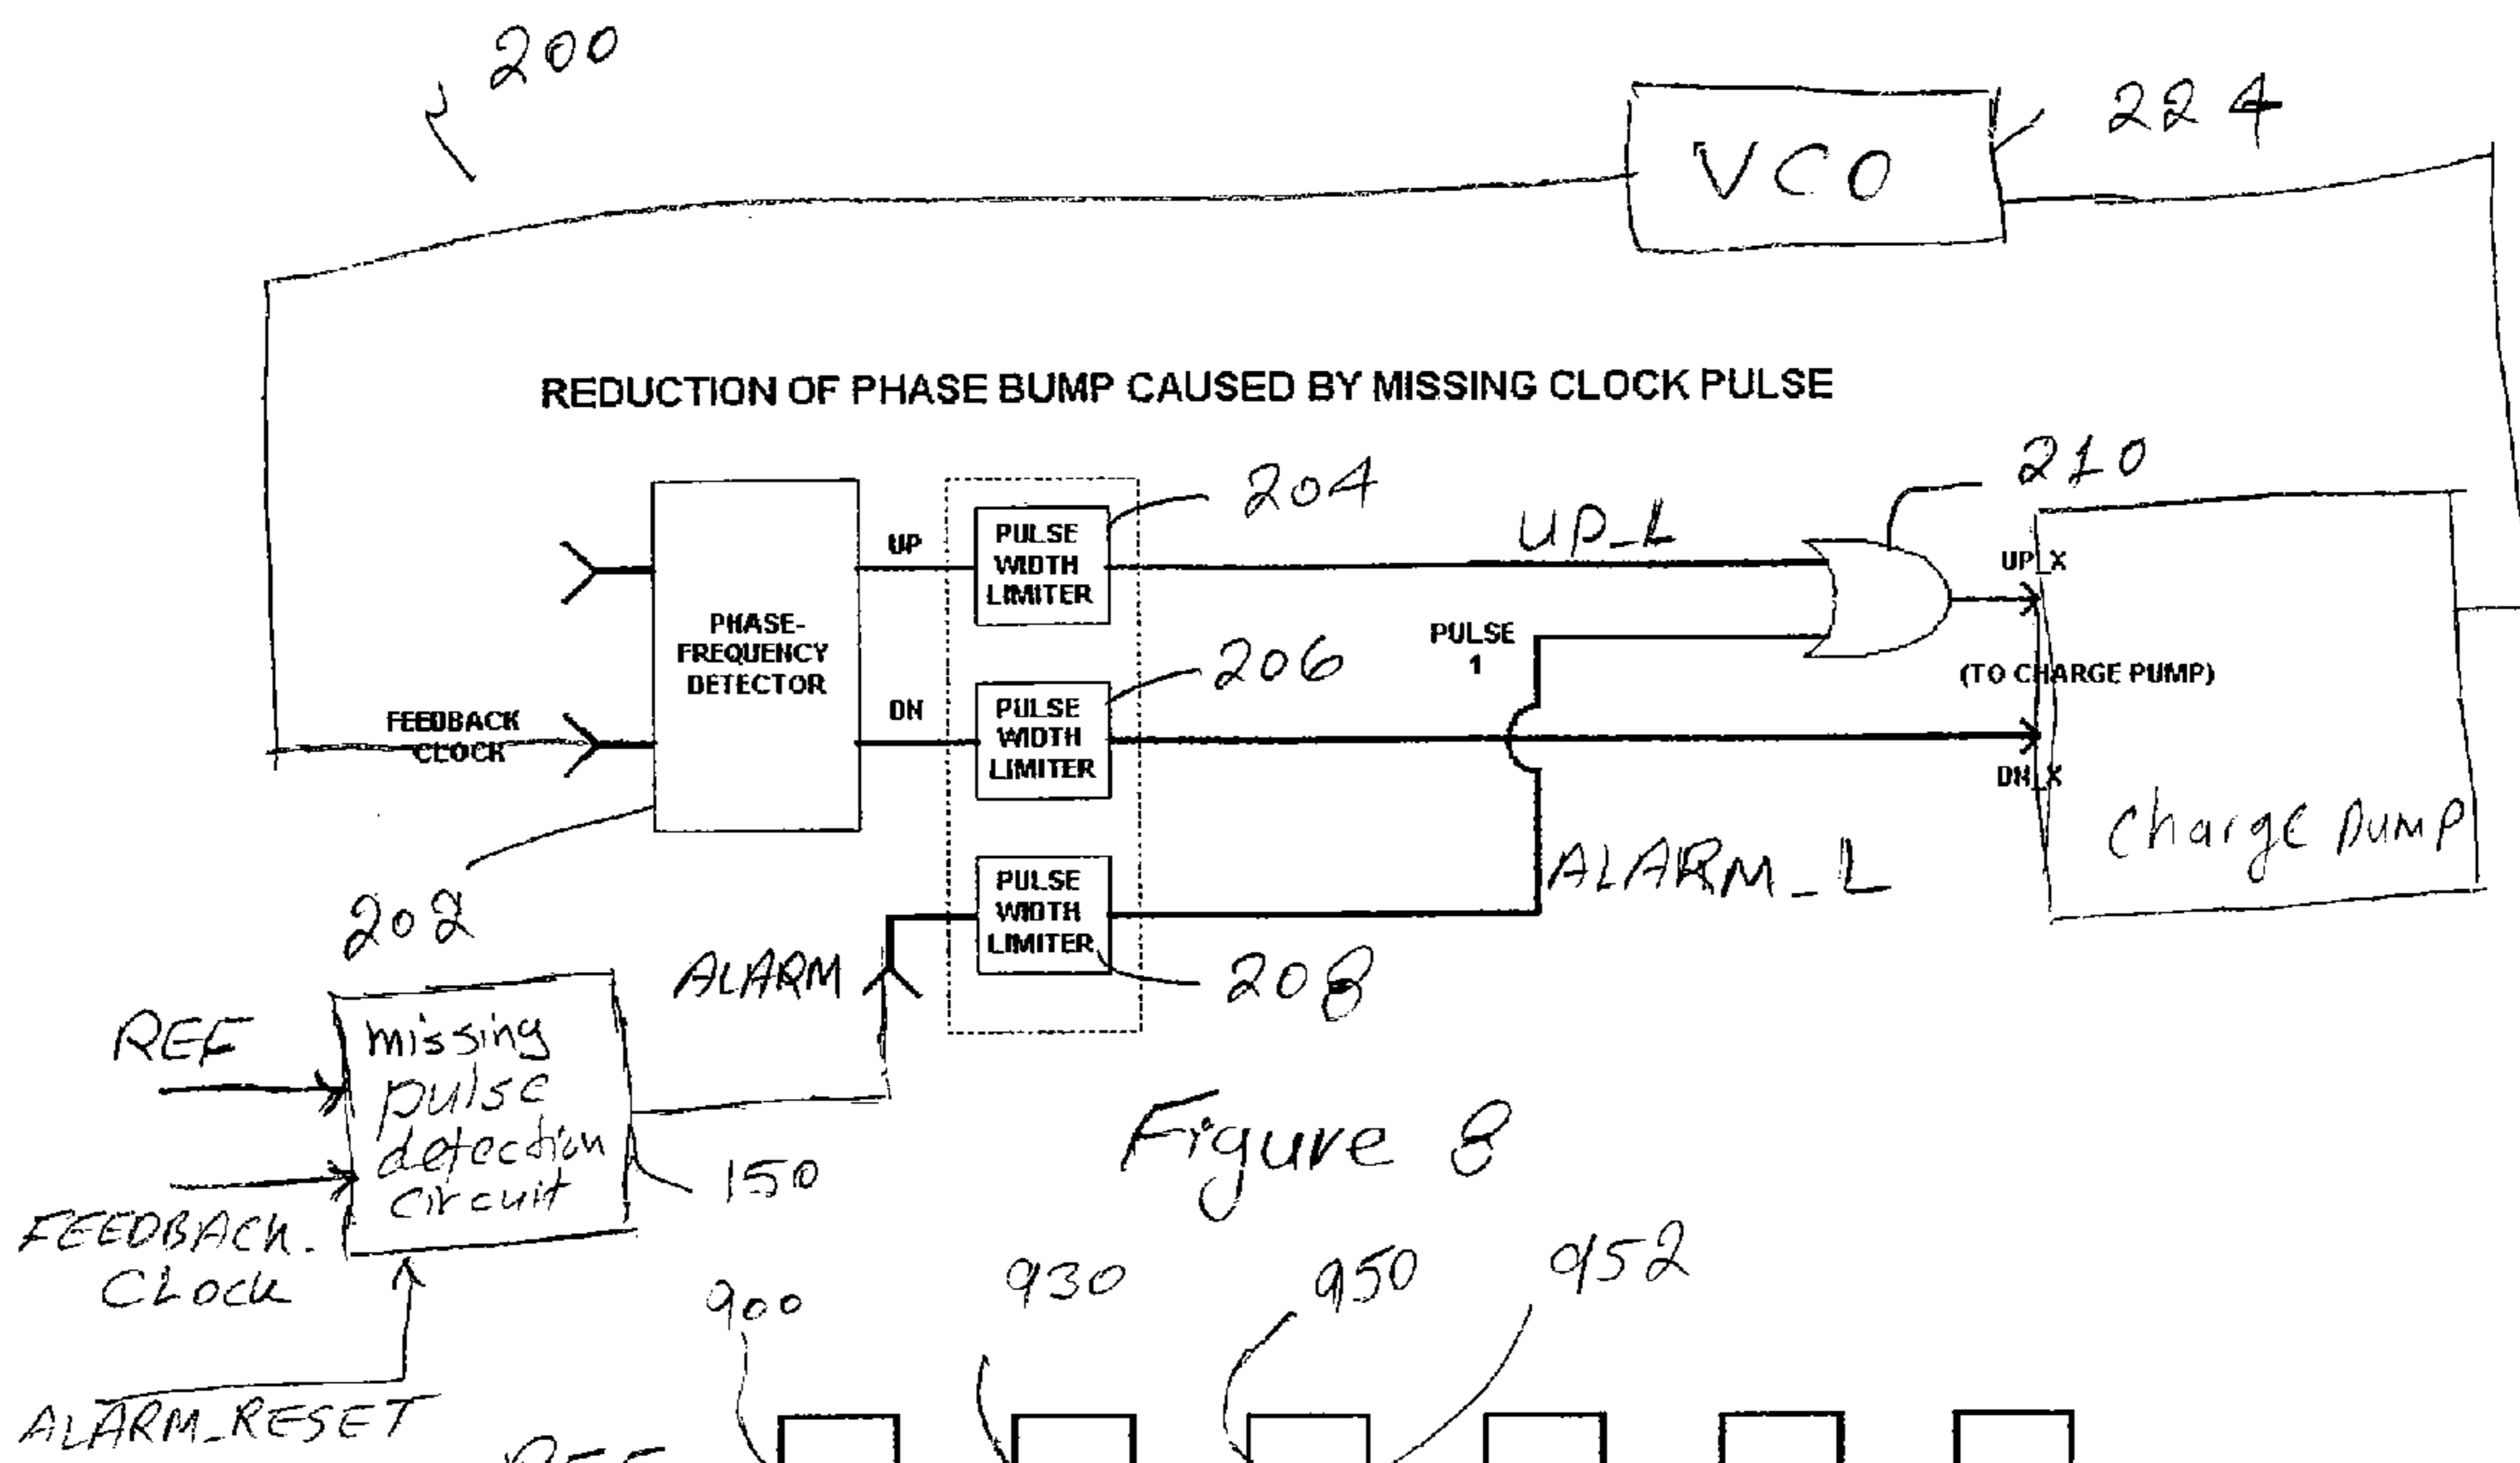 200
224
VCO
REDUCTION OF PHASE BUMP CAUSED BY MISSING CLOCK PULSE
210
204
UP_L
UP
PULSE
WIDTH
LIMITER
UP_X
PHASE-
FREQUENCY
DETECTOR
PULSE
1
206
(TO CHARGE PUMP)
FEEDBACK
CLOCK
DN
PULSE
WIDTH
LIMITER
DN_X
Charge pump
ALARM_L
PULSE
WIDTH
LIMITER
202
ALARM
208
REF
missing
pulse
detection
circuit
150
Figure 8
FEEDBACK
CLOCK
900
930
950
952
ALARM_RESET
REF